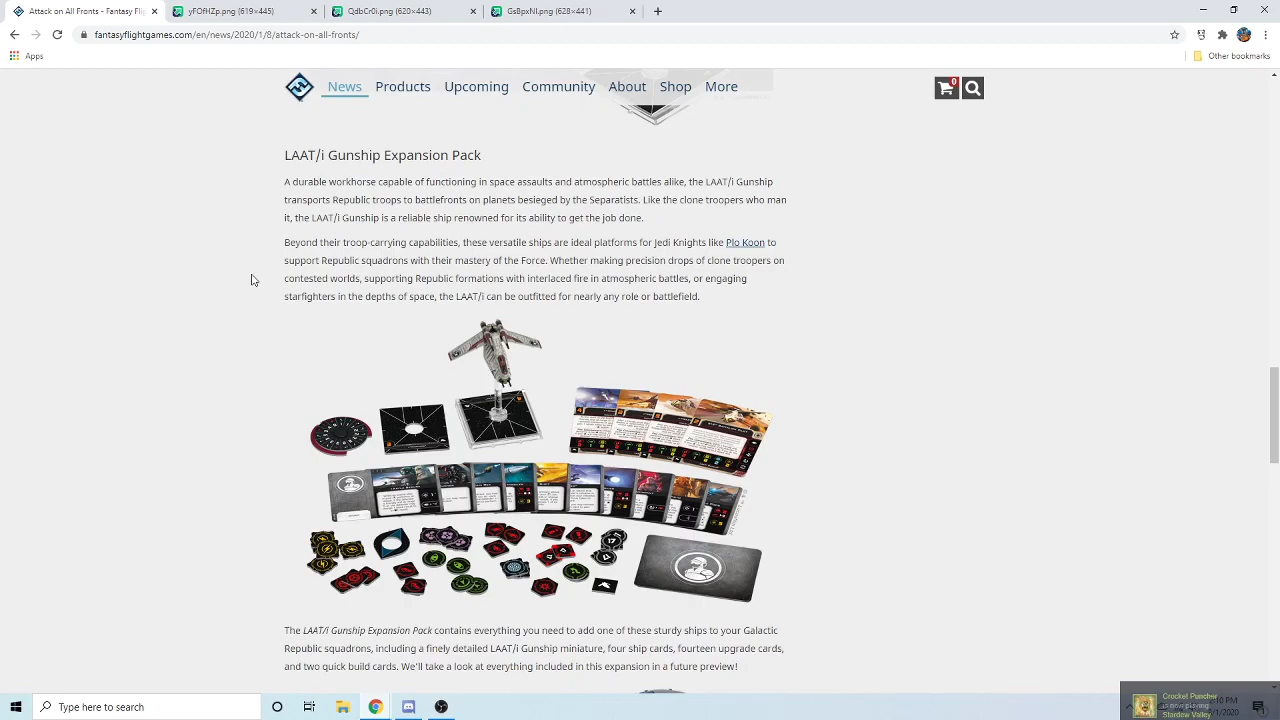 Attack on All Fronts - Fantasy Flig
yFOfHZp.png (619×445)
QdbCr0i.png (620×443)
GsBpxNl.png (628×441)
fantasyflightgames.com/en/news/2020/1/8/attack-on-all-fronts/
Apps
Other bookmarks
News
Products
Upcoming
Community
About
Shop
More
0
LAAT/i Gunship Expansion Pack
A durable workhorse capable of functioning in space assaults and atmospheric battles alike, the LAAT/i Gunship
transports Republic troops to battlefronts on planets besieged by the Separatists. Like the clone troopers who man
it, the LAAT/i Gunship is a reliable ship renowned for its ability to get the job done.
Beyond their troop-carrying capabilities, these versatile ships are ideal platforms for Jedi Knights like Plo Koon to
support Republic squadrons with their mastery of the Force. Whether making precision drops of clone troopers on
contested worlds, supporting Republic formations with interlaced fire in atmospheric battles, or engaging
starfighters in the depths of space, the LAAT/i can be outfitted for nearly any role or battlefield.
17
The LAAT/i Gunship Expansion Pack contains everything you need to add one of these sturdy ships to your Galactic
Republic squadrons, including a finely detailed LAAT/i Gunship miniature, four ship cards, fourteen upgrade cards,
and two quick build cards. We'll take a look at everything included in this expansion in a future preview!
Type here to search
Crocket Puncher
is now playing
Stardew Valley